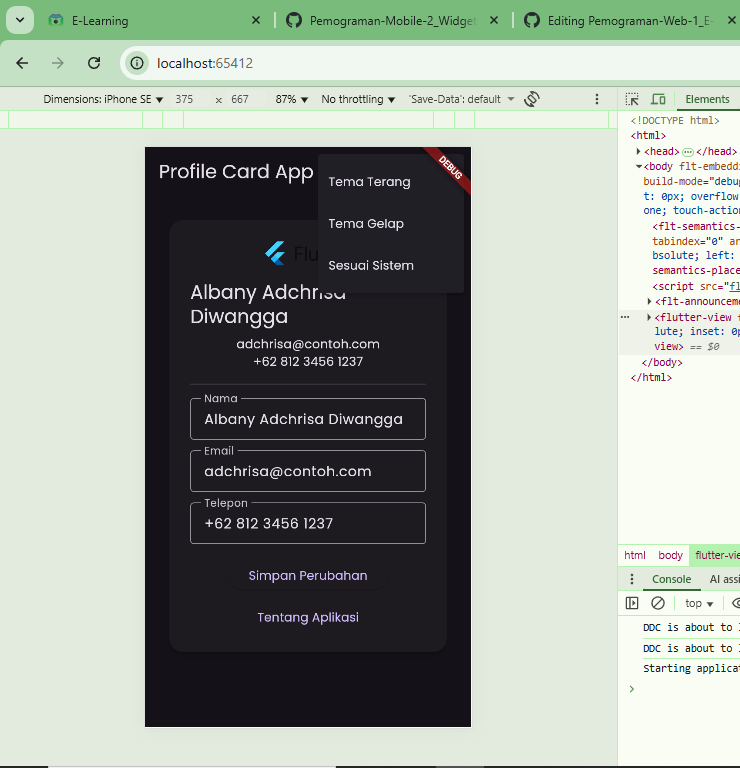 E-Learning
Pemograman-Mobile-2_Widget
Editing Pemograman-Web-1_E-
localhost:65412
Dimensions: iPhone SE 375 x 667 87% No throttling 'Save-Data': default
Elements
Profile Card App
DEBUG
Tema Terang
Tema Gelap
Sesuai Sistem
Flu
Albany Adchrisa
Diwangga
adchrisa@contoh.com
+62 812 3456 1237
Nama
Albany Adchrisa Diwangga
Email
adchrisa@contoh.com
Telepon
+62 812 3456 1237
Simpan Perubahan
Tentang Aplikasi
<!DOCTYPE html>
<html>
<head> </head>
<body flt-embeddi
build-mode="debug
t: 0px; overflow
one; touch-action
<flt-semantics-
tabindex="0" ar
bsolute; left:
semantics-place
<script src="fl
<flt-announceme
<flutter-view f
lute; inset: 0p
view> == $0
</body>
</html>
html body flutter-vie
Console AI assi
top
DDC is about to l
DDC is about to l
Starting applicat